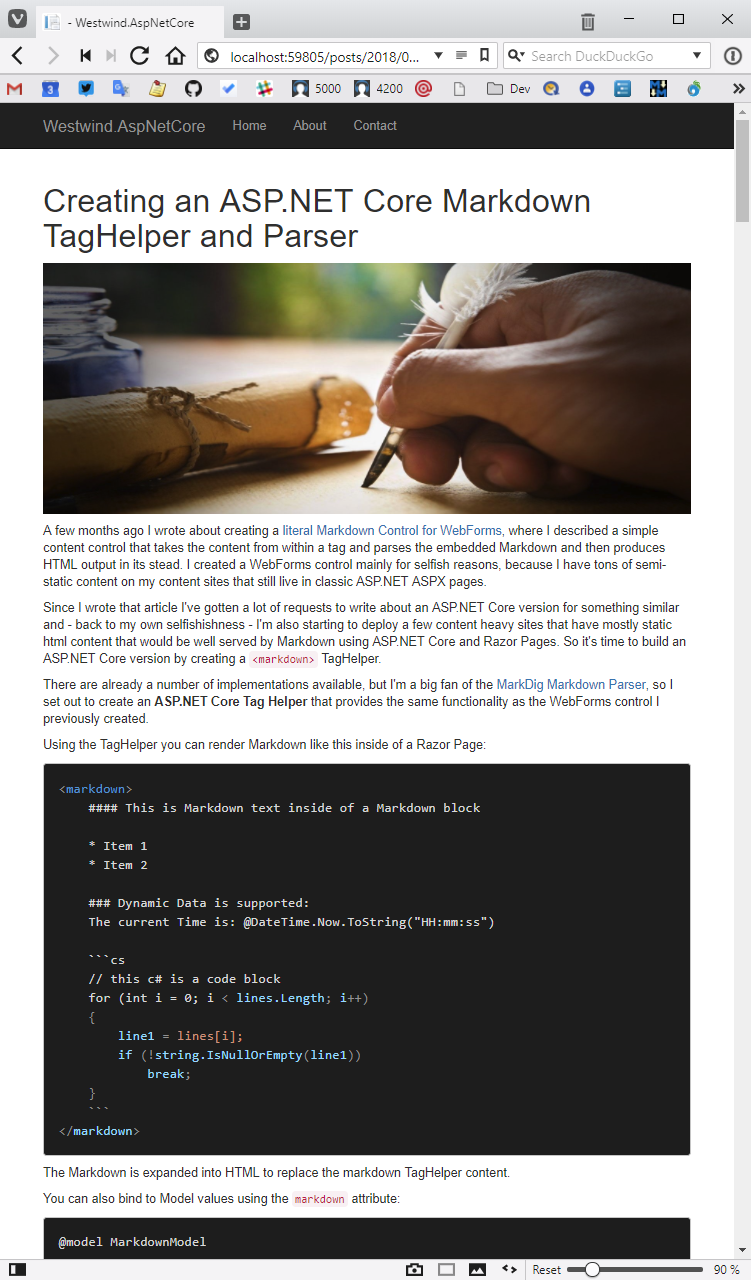 - Westwind.AspNetCore
localhost:59805/posts/2018/0...
Search DuckDuckGo
3
5000
4200
Dev
Westwind.AspNetCore
Home
About
Contact
Creating an ASP.NET Core Markdown
TagHelper and Parser
A few months ago I wrote about creating a literal Markdown Control for WebForms, where I described a simple
content control that takes the content from within a tag and parses the embedded Markdown and then produces
HTML output in its stead. I created a WebForms control mainly for selfish reasons, because I have tons of semi-
static content on my content sites that still live in classic ASP.NET ASPX pages.
Since I wrote that article I've gotten a lot of requests to write about an ASP.NET Core version for something similar
and - back to my own selfishishness - I'm also starting to deploy a few content heavy sites that have mostly static
html content that would be well served by Markdown using ASP.NET Core and Razor Pages. So it's time to build an
ASP.NET Core version by creating a <markdown> TagHelper.
There are already a number of implementations available, but I'm a big fan of the MarkDig Markdown Parser, so I
set out to create an ASP.NET Core Tag Helper that provides the same functionality as the WebForms control I
previously created.
Using the TagHelper you can render Markdown like this inside of a Razor Page:
<markdown>
#### This is Markdown text inside of a Markdown block
* Item 1
* Item 2
### Dynamic Data is supported:
The current Time is: @DateTime.Now.ToString("HH:mm:ss")
```cs
// this c# is a code block
for (int i = 0; i < lines.Length; i++)
{
line1 = lines[i];
if (!string.IsNullOrEmpty(line1))
break;
}
```
</markdown>
The Markdown is expanded into HTML to replace the markdown TagHelper content.
You can also bind to Model values using the markdown attribute:
@model MarkdownModel
Reset
90 %